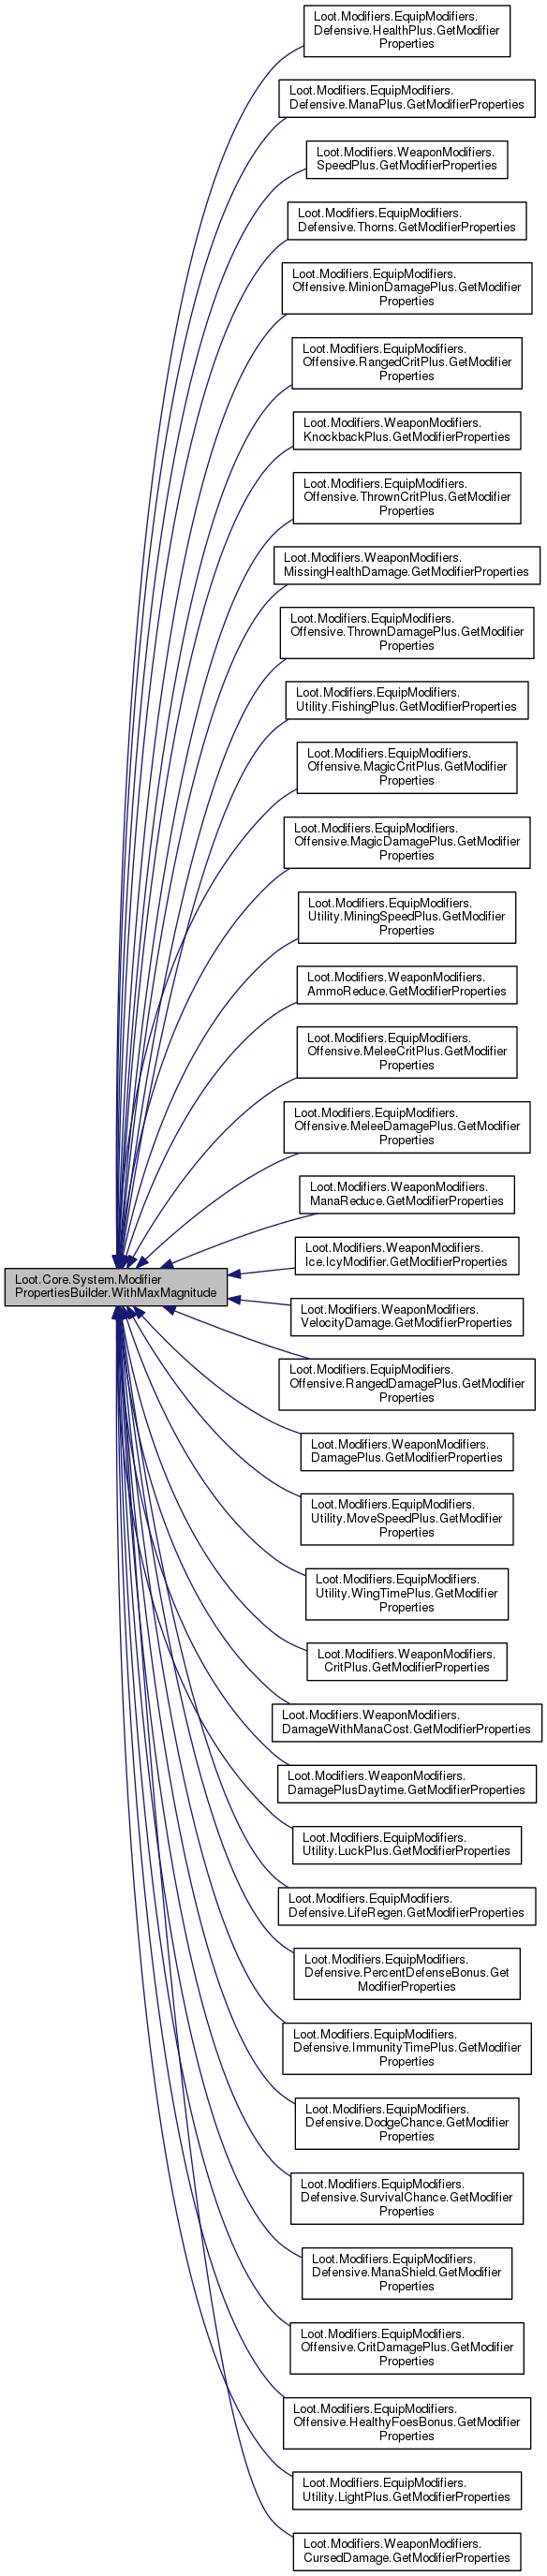 Loot.Modifiers.EquipModifiers.
Defensive.HealthPlus.GetModifier
Properties
Loot.Modifiers.EquipModifiers.
Defensive.ManaPlus.GetModifierProperties
Loot.Modifiers.WeaponModifiers.
SpeedPlus.GetModifierProperties
Loot.Modifiers.EquipModifiers.
Defensive.Thorns.GetModifierProperties
Loot.Modifiers.EquipModifiers.
Offensive.MinionDamagePlus.GetModifier
Properties
Loot.Modifiers.EquipModifiers.
Offensive.RangedCritPlus.GetModifier
Properties
Loot.Modifiers.WeaponModifiers.
KnockbackPlus.GetModifierProperties
Loot.Modifiers.EquipModifiers.
Offensive.ThrownCritPlus.GetModifier
Properties
Loot.Modifiers.WeaponModifiers.
MissingHealthDamage.GetModifierProperties
Loot.Modifiers.EquipModifiers.
Offensive.ThrownDamagePlus.GetModifier
Properties
Loot.Modifiers.EquipModifiers.
Utility.FishingPlus.GetModifierProperties
Loot.Modifiers.EquipModifiers.
Offensive.MagicCritPlus.GetModifier
Properties
Loot.Modifiers.EquipModifiers.
Offensive.MagicDamagePlus.GetModifier
Properties
Loot.Modifiers.EquipModifiers.
Utility.MiningSpeedPlus.GetModifier
Properties
Loot.Modifiers.WeaponModifiers.
AmmoReduce.GetModifierProperties
Loot.Modifiers.EquipModifiers.
Offensive.MeleeCritPlus.GetModifier
Properties
Loot.Modifiers.EquipModifiers.
Offensive.MeleeDamagePlus.GetModifier
Properties
Loot.Modifiers.WeaponModifiers.
ManaReduce.GetModifierProperties
Loot.Modifiers.WeaponModifiers.
Ice.IcyModifier.GetModifierProperties
Loot.Core.System.Modifier
PropertiesBuilder.WithMaxMagnitude
Loot.Modifiers.WeaponModifiers.
VelocityDamage.GetModifierProperties
Loot.Modifiers.EquipModifiers.
Offensive.RangedDamagePlus.GetModifier
Properties
Loot.Modifiers.WeaponModifiers.
DamagePlus.GetModifierProperties
Loot.Modifiers.EquipModifiers.
Utility.MoveSpeedPlus.GetModifier
Properties
Loot.Modifiers.EquipModifiers.
Utility.WingTimePlus.GetModifier
Properties
Loot.Modifiers.WeaponModifiers.
CritPlus.GetModifierProperties
Loot.Modifiers.WeaponModifiers.
DamageWithManaCost.GetModifierProperties
Loot.Modifiers.WeaponModifiers.
DamagePlusDaytime.GetModifierProperties
Loot.Modifiers.EquipModifiers.
Utility.LuckPlus.GetModifierProperties
Loot.Modifiers.EquipModifiers.
Defensive.LifeRegen.GetModifierProperties
Loot.Modifiers.EquipModifiers.
Defensive.PercentDefenseBonus.Get
ModifierProperties
Loot.Modifiers.EquipModifiers.
Defensive.ImmunityTimePlus.GetModifier
Properties
Loot.Modifiers.EquipModifiers.
Defensive.DodgeChance.GetModifier
Properties
Loot.Modifiers.EquipModifiers.
Defensive.SurvivalChance.GetModifier
Properties
Loot.Modifiers.EquipModifiers.
Defensive.ManaShield.GetModifier
Properties
Loot.Modifiers.EquipModifiers.
Offensive.CritDamagePlus.GetModifier
Properties
Loot.Modifiers.EquipModifiers.
Offensive.HealthyFoesBonus.GetModifier
Properties
Loot.Modifiers.EquipModifiers.
Utility.LightPlus.GetModifierProperties
Loot.Modifiers.WeaponModifiers.
CursedDamage.GetModifierProperties